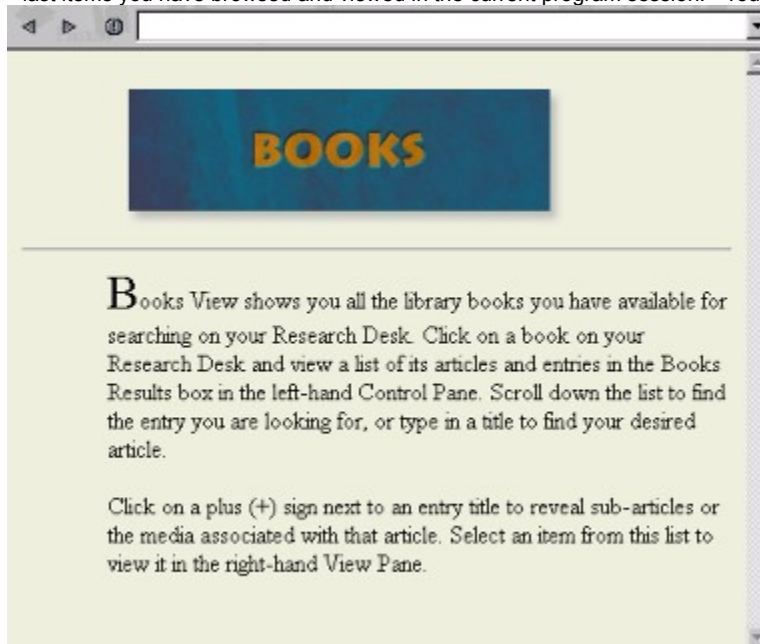 last items you have browsed and viewed in the current program session.
BOOKS
Books View shows you all the library books you have available for
searching on your Research Desk. Click on a book on your
Research Desk and view a list of its articles and entries in the Books
Results box in the left-hand Control Pane. Scroll down the list to find
the entry you are looking for, or type in a title to find your desired
article.
Click on a plus (+) sign next to an entry title to reveal sub-articles or
the media associated with that article. Select an item from this list to
view it in the right-hand View Pane.